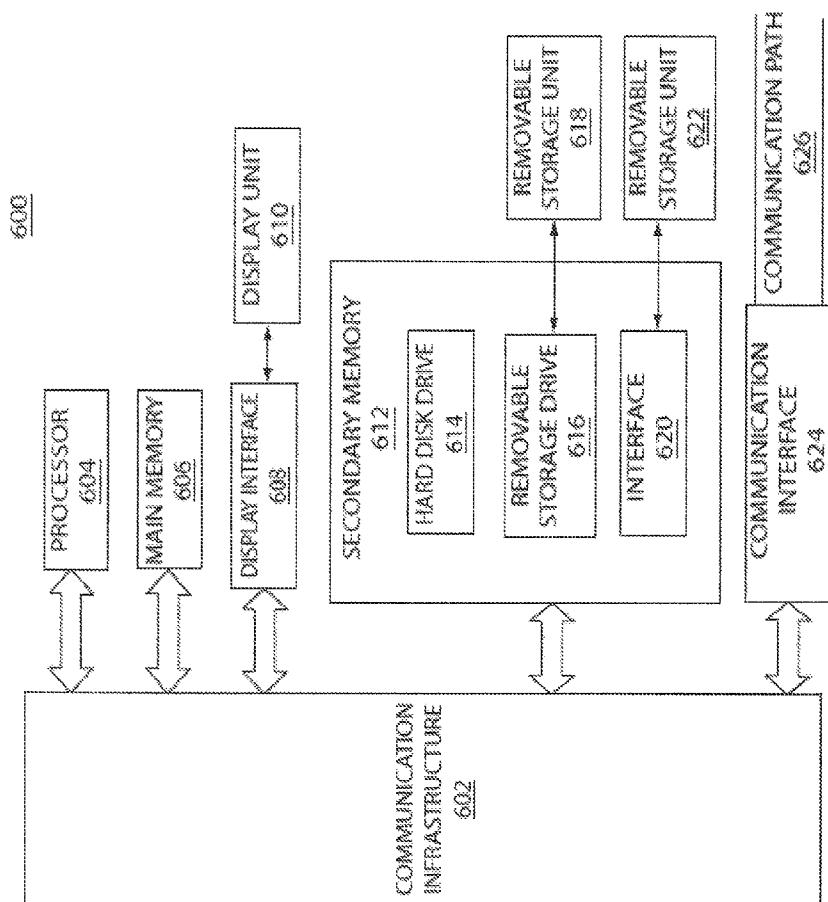 600
PROCESSOR
604
MAIN MEMORY
606
DISPLAY INTERFACE
608
DISPLAY UNIT
610
SECONDARY MEMORY
612
HARD DISK DRIVE
614
REMOVABLE
STORAGE DRIVE
616
INTERFACE
620
REMOVABLE
STORAGE UNIT
618
REMOVABLE
STORAGE UNIT
622
COMMUNICATION
INTERFACE
624
COMMUNICATION PATH
626
COMMUNICATION
INFRASTRUCTURE
602